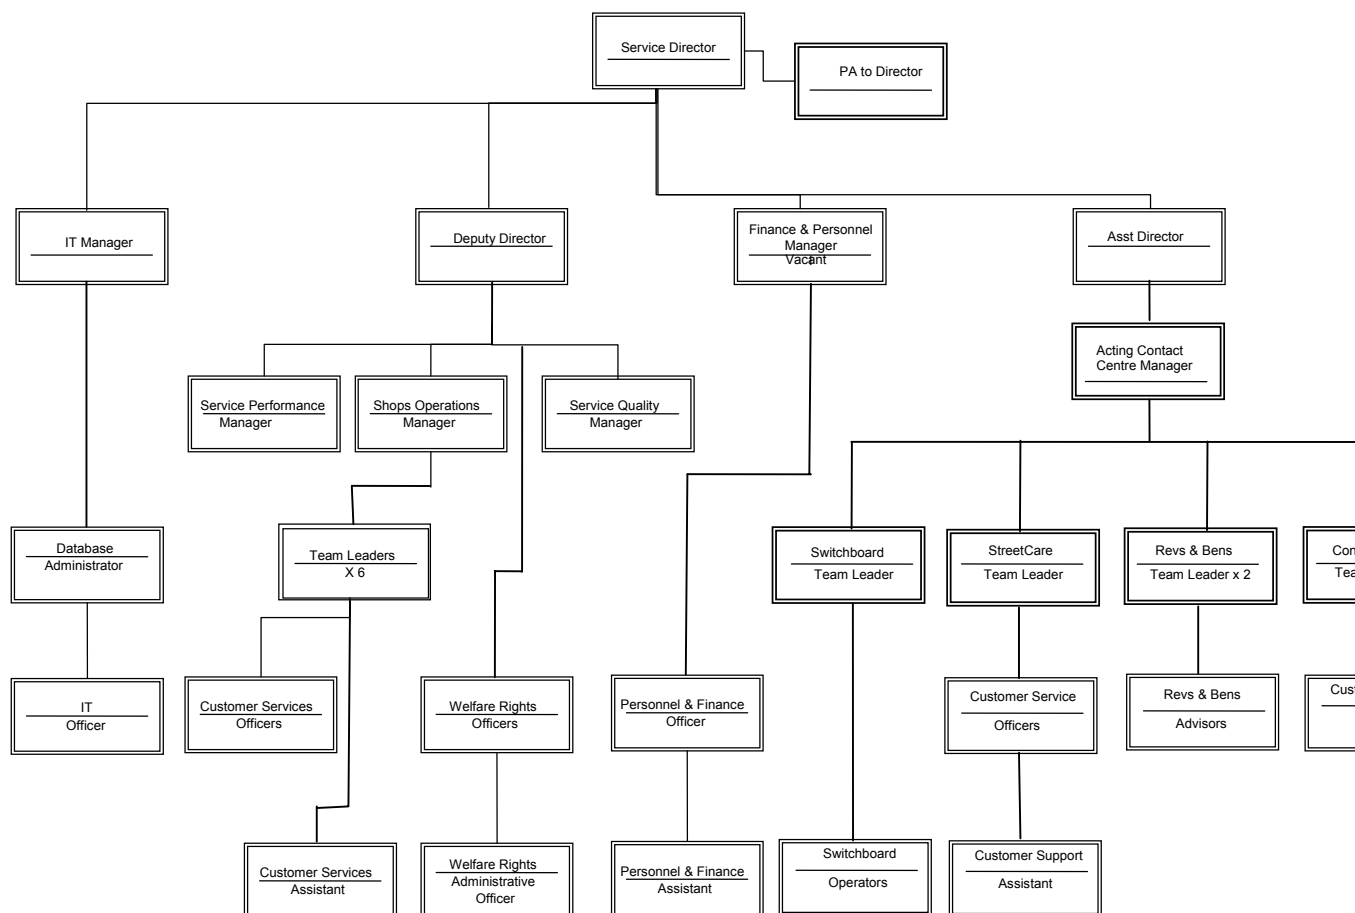 Service Director
PA to Director
IT Manager
Deputy Director
Finance & Personnel
Manager
Vacant
Asst Director
Acting Contact
Centre Manager
Service Performance
Manager
Shops Operations
Manager
Service Quality
Manager
Database
Administrator
Team Leaders
X 6
Switchboard
Team Leader
StreetCare
Team Leader
Revs & Bens
Team Leader x 2
Con
Tea
IT
Officer
Customer Services
Officers
Welfare Rights
Officers
Personnel & Finance
Officer
Customer Service
Officers
Revs & Bens
Advisors
Cust
Customer Services
Assistant
Welfare Rights
Administrative
Officer
Personnel & Finance
Assistant
Switchboard
Operators
Customer Support
Assistant